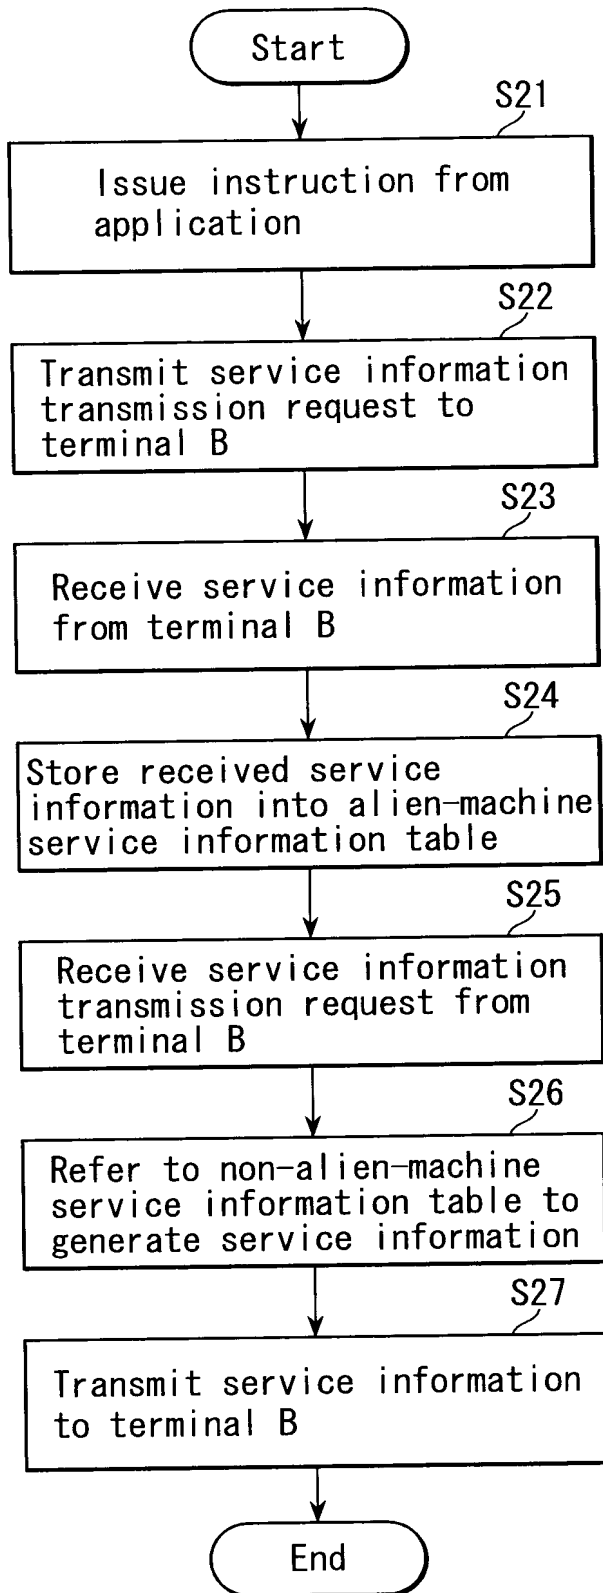 Start
S21
Issue instruction from
application
S22
Transmit service information
transmission request to
terminal B
S23
Receive service information
from terminal B
S24
Store received service
information into alien-machine
service information table
S25
Receive service information
transmission request from
terminal B
S26
Refer to non-alien-machine
service information table to
generate service information
S27
Transmit service information
to terminal B
End